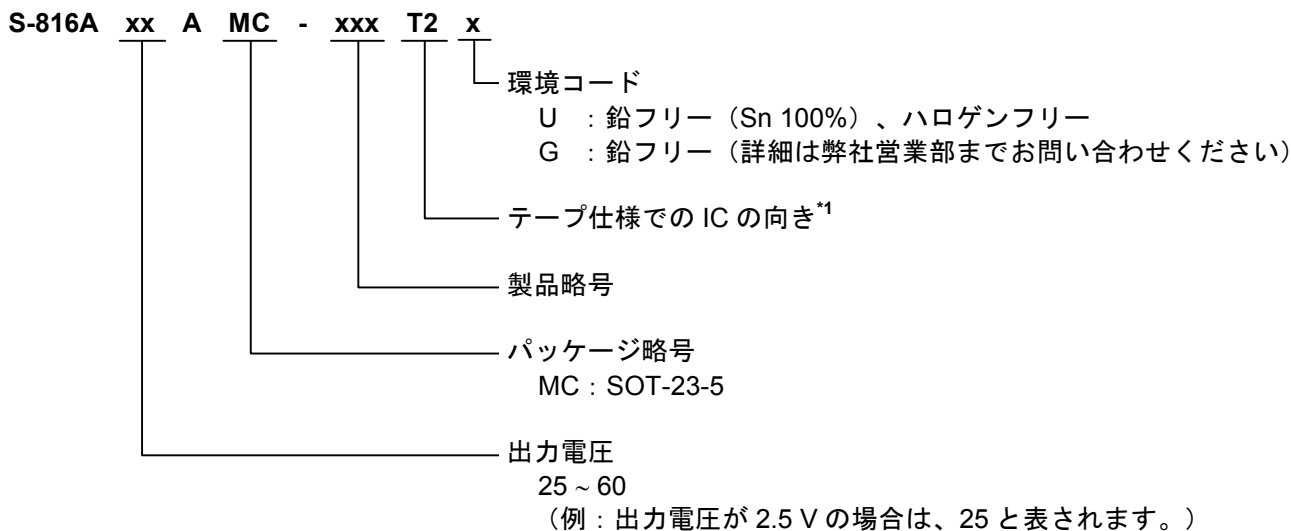 S-816A xx A MC - xxx T2 x
環境コード
U ：鉛フリー（Sn 100%）、ハロゲンフリー
G ：鉛フリー（詳細は弊社営業部までお問い合わせください）
テープ仕様での IC の向き*1
製品略号
パッケージ略号
MC：SOT-23-5
出力電圧
25 ~ 60
（例：出力電圧が 2.5 V の場合は、25 と表されます。）